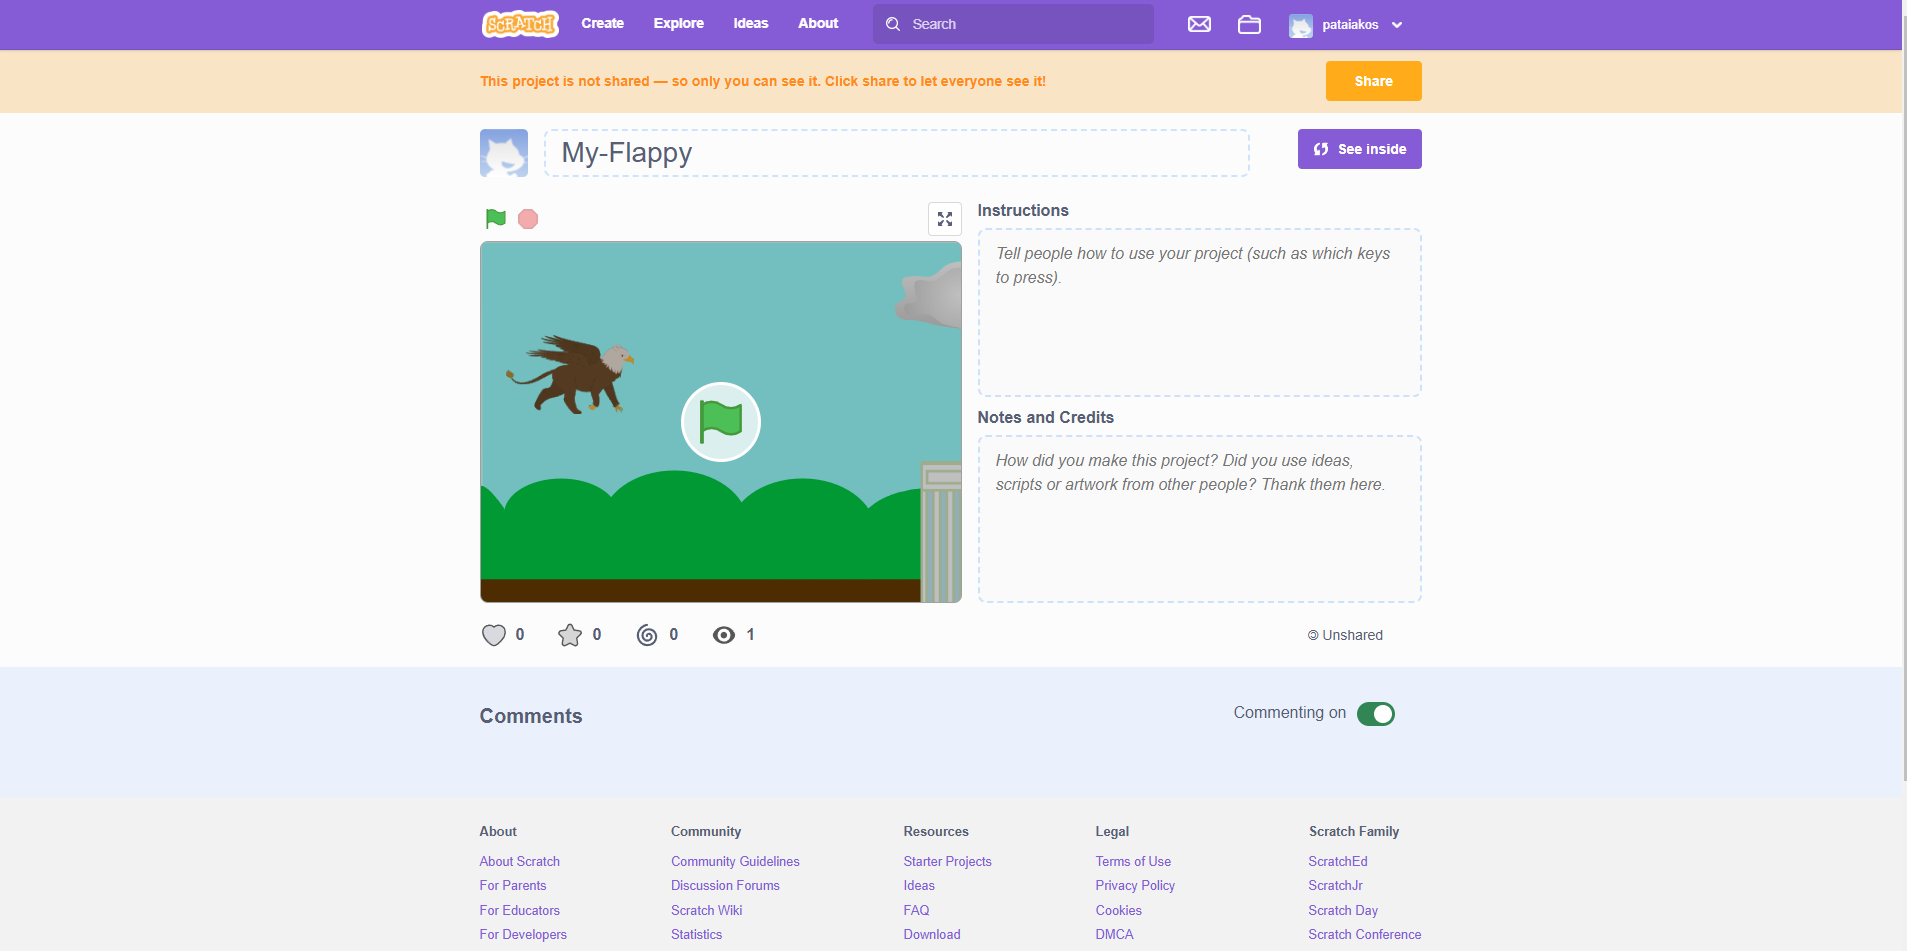 SCRATCH
Create
Explore
Ideas
About
Search
pataiakos
This project is not shared — so only you can see it. Click share to let everyone see it!
Share
My-Flappy
See inside
Instructions
Tell people how to use your project (such as which keys
to press).
Notes and Credits
How did you make this project? Did you use ideas,
scripts or artwork from other people? Thank them here.
0
0
0
1
Unshared
Comments
Commenting on
About
About Scratch
For Parents
For Educators
For Developers
Community
Community Guidelines
Discussion Forums
Scratch Wiki
Statistics
Resources
Starter Projects
Ideas
FAQ
Download
Legal
Terms of Use
Privacy Policy
Cookies
DMCA
Scratch Family
ScratchEd
ScratchJr
Scratch Day
Scratch Conference